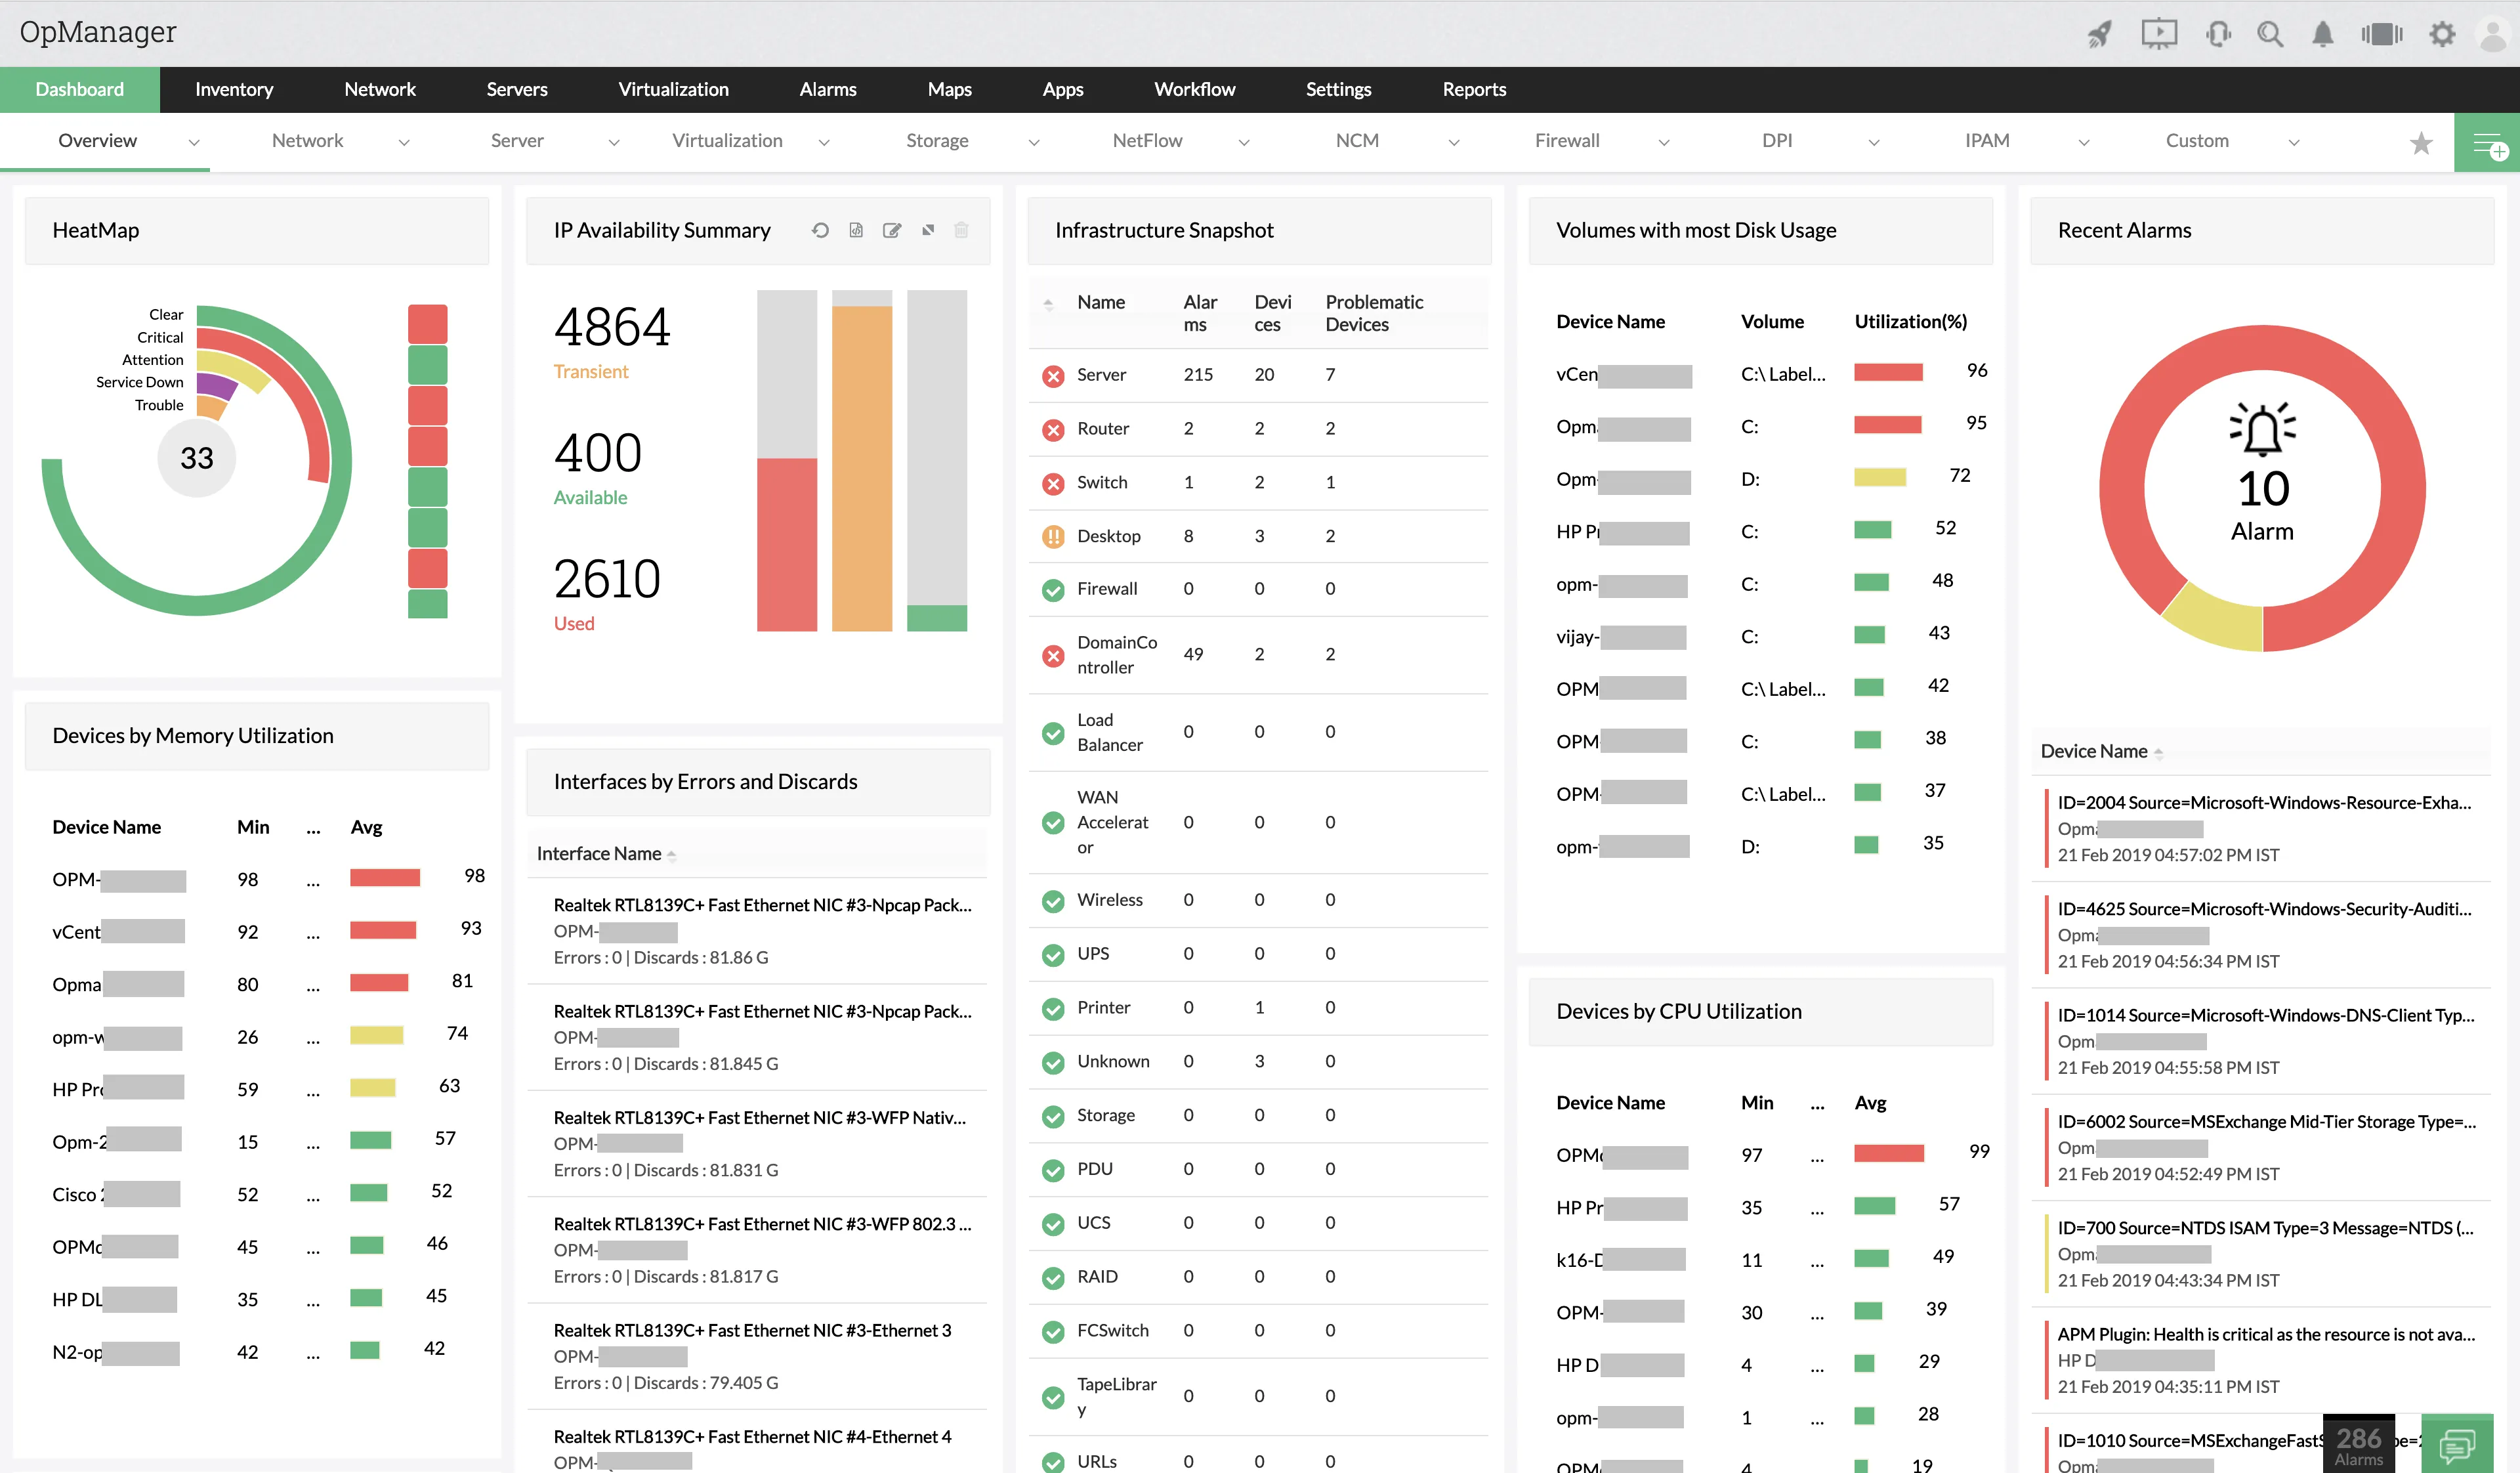 OpManager
Dashboard Inventory Network Servers Virtualization Alarms Maps Apps Workflow Settings Reports
Overview Network Server Virtualization Storage NetFlow NCM Firewall DPI IPAM Custom
HeatMap
Clear
Critical
Attention
Service Down
Trouble
33
Devices by Memory Utilization
Device Name Min ... Avg
OPM- 98 ... 98
vCent 92 ... 93
Opma 80 ... 81
opm-w 26 ... 74
HP Pro 59 ... 63
Opm-2 15 ... 57
Cisco 52 ... 52
OPMc 45 ... 46
HP DL 35 ... 45
N2-op 42 ... 42
IP Availability Summary
4864
Transient
400
Available
2610
Used
Interfaces by Errors and Discards
Interface Name
Realtek RTL8139C+ Fast Ethernet NIC #3-Npcap Pack...
OPM-
Errors : 0 | Discards : 81.86 G
Realtek RTL8139C+ Fast Ethernet NIC #3-Npcap Pack...
OPM-
Errors : 0 | Discards : 81.845 G
Realtek RTL8139C+ Fast Ethernet NIC #3-WFP Nativ...
OPM-
Errors : 0 | Discards : 81.831 G
Realtek RTL8139C+ Fast Ethernet NIC #3-WFP 802.3 ...
OPM-
Errors : 0 | Discards : 81.817 G
Realtek RTL8139C+ Fast Ethernet NIC #3-Ethernet 3
OPM-
Errors : 0 | Discards : 79.405 G
Realtek RTL8139C+ Fast Ethernet NIC #4-Ethernet 4
OPM-
Infrastructure Snapshot
Name Alar Devi Problematic
ms ces Devices
Server 215 20 7
Router 2 2 2
Switch 1 2 1
Desktop 8 3 2
Firewall 0 0 0
DomainCo
ntroller 49 2 2
Load
Balancer 0 0 0
WAN
Accelerat 0 0 0
or
Wireless 0 0 0
UPS 0 0 0
Printer 0 1 0
Unknown 0 3 0
Storage 0 0 0
PDU 0 0 0
UCS 0 0 0
RAID 0 0 0
FCSwitch 0 0 0
TapeLibrar
y 0 0 0
URLs 0 0 0
Volumes with most Disk Usage
Device Name Volume Utilization(%)
vCen C:\ Label... 96
Opm C: 95
Opm- D: 72
HP P C: 52
opm- C: 48
vijay- C: 43
OPM C:\ Label... 42
OPM C: 38
OPM- C:\ Label... 37
opm- D: 35
Devices by CPU Utilization
Device Name Min ... Avg
OPM 97 ... 99
HP Pr 35 ... 57
k16-D 11 ... 49
OPM- 30 ... 39
HP D 4 ... 29
opm- 1 ... 28
OPM 4 ... 19
Recent Alarms
10
Alarm
Device Name
ID=2004 Source=Microsoft-Windows-Resource-Exha...
Opma
21 Feb 2019 04:57:02 PM IST
ID=4625 Source=Microsoft-Windows-Security-Auditi...
Opma
21 Feb 2019 04:56:34 PM IST
ID=1014 Source=Microsoft-Windows-DNS-Client Typ...
Opm
21 Feb 2019 04:55:58 PM IST
ID=6002 Source=MSExchange Mid-Tier Storage Type=...
Opm
21 Feb 2019 04:52:49 PM IST
ID=700 Source=NTDS ISAM Type=3 Message=NTDS (...
Opma
21 Feb 2019 04:43:34 PM IST
APM Plugin: Health is critical as the resource is not ava...
HP D
21 Feb 2019 04:35:11 PM IST
ID=1010 Source=MSExchangeFastS
Opm
286
Alarms